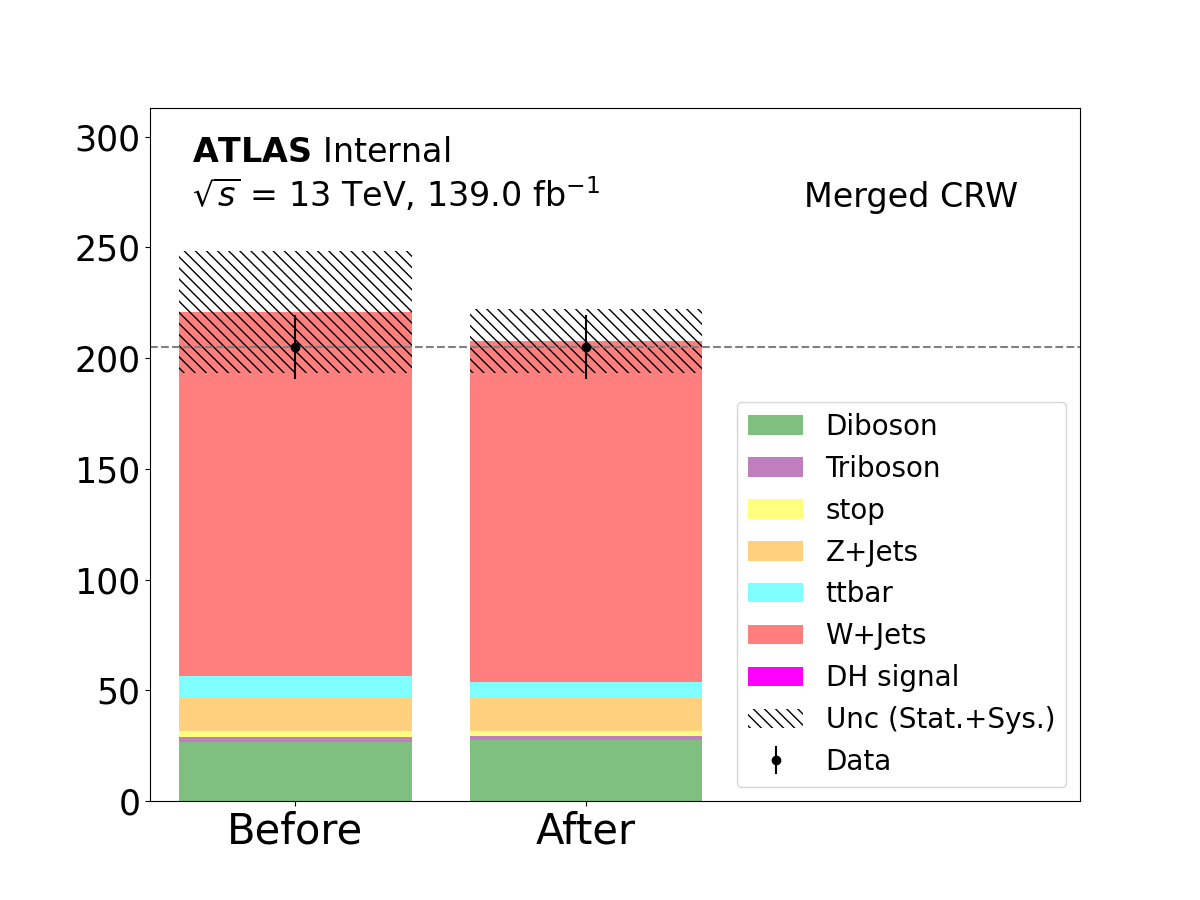 ATLAS Internal
√s = 13 TeV, 139.0 fb⁻¹
Merged CRW
300
250
200
150
100
50
0
Diboson
Triboson
stop
Z+Jets
ttbar
W+Jets
DH signal
Unc (Stat.+Sys.)
Data
Before After